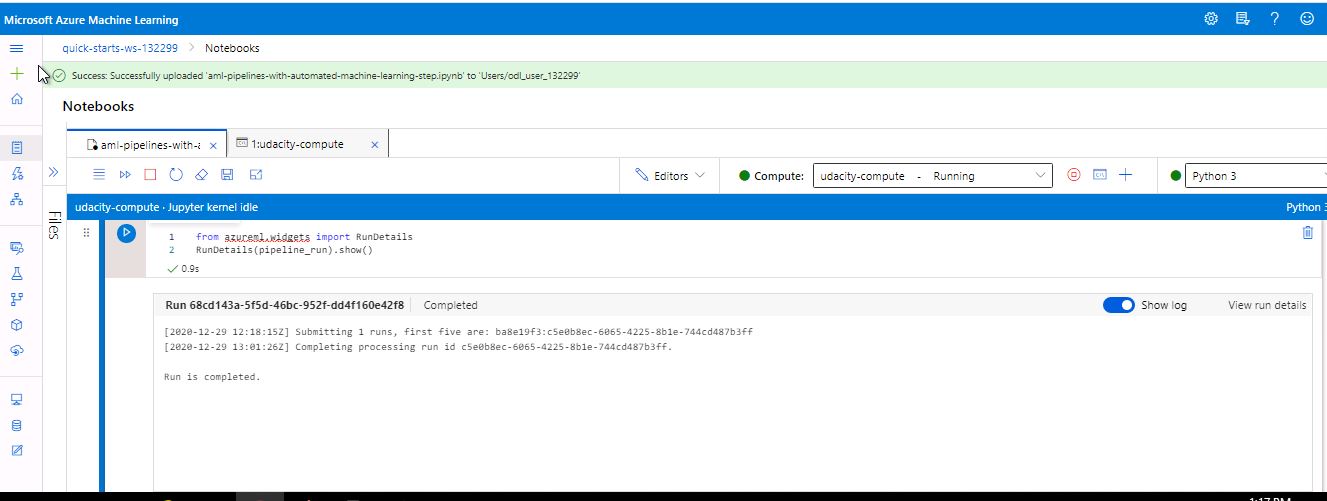 Microsoft Azure Machine Learning
quick-starts-ws-132299 > Notebooks
Success: Successfully uploaded 'aml-pipelines-with-automated-machine-learning-step.ipynb' to 'Users/odl_user_132299'
Notebooks
aml-pipelines-with-a
1:udacity-compute
Editors
Compute:
udacity-compute - Running
Python 3
Files
udacity-compute · Jupyter kernel idle
Python 3
1 from azureml.widgets import RunDetails
2 RunDetails(pipeline_run).show()
0.9s
Run 68cd143a-5f5d-46bc-952f-dd4f160e42f8
Completed
Show log
View run details
[2020-12-29 12:18:15Z] Submitting 1 runs, first five are: ba8e19f3:c5e0b8ec-6065-4225-8b1e-744cd487b3ff
[2020-12-29 13:01:26Z] Completing processing run id c5e0b8ec-6065-4225-8b1e-744cd487b3ff.
Run is completed.
1:17 PM